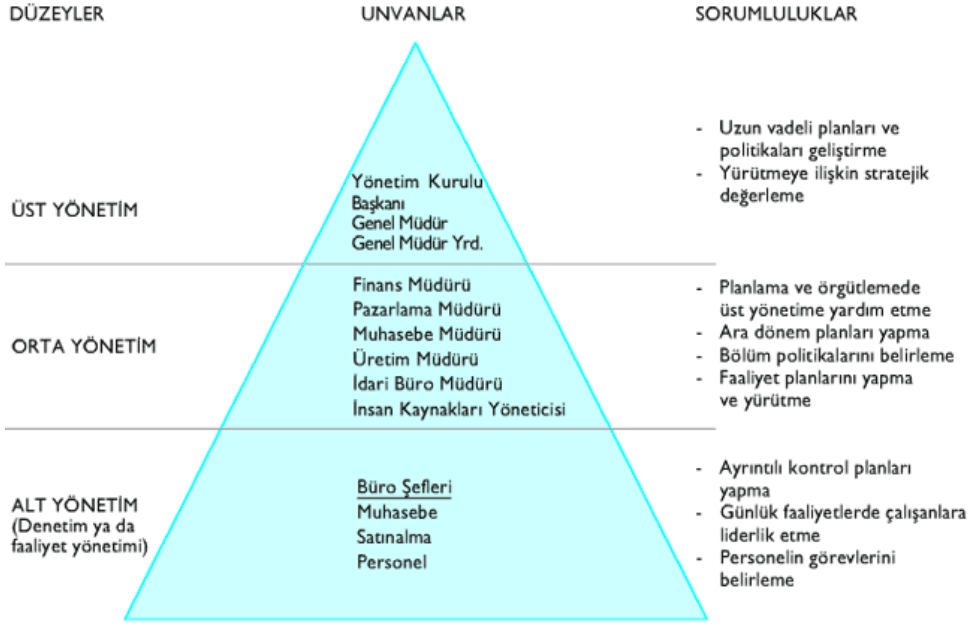 DÜZEYLER UNVANLAR SORUMLULUKLAR
ÜST YÖNETİM
Yönetim Kurulu
Başkanı
Genel Müdür
Genel Müdür Yrd.
- Uzun vadeli planları ve
politikaları geliştirme
- Yürütmeye ilişkin stratejik
değerleme
ORTA YÖNETİM
Finans Müdürü
Pazarlama Müdürü
Muhasebe Müdürü
Üretim Müdürü
İdari Büro Müdürü
İnsan Kaynakları Yöneticisi
- Planlama ve örgütlemede
üst yönetime yardım etme
- Ara dönem planları yapma
- Bölüm politikalarını belirleme
- Faaliyet planlarını yapma
ve yürütme
ALT YÖNETİM
(Denetim ya da
faaliyet yönetimi)
Büro Şefleri
Muhasebe
Satınalma
Personel
- Ayrıntılı kontrol planları
yapma
- Günlük faaliyetlerde çalışanlara
liderlik etme
- Personelin görevlerini
belirleme